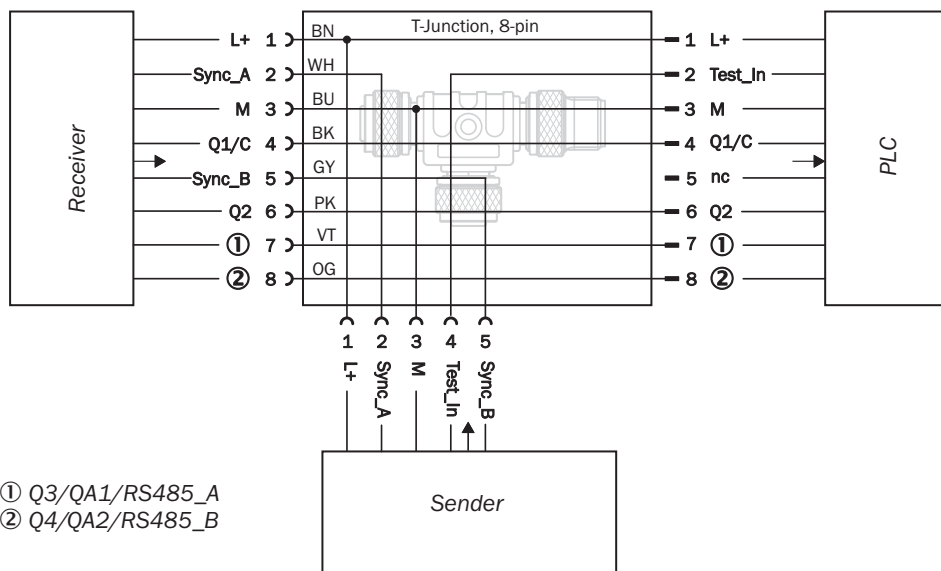 T-Junction, 8-pin
L+ 1 BN 1 L+
Sync_A 2 WH 2 Test_In
M 3 BU 3 M
Q1/C 4 BK 4 Q1/C
Sync_B 5 GY 5 nc
Q2 6 PK 6 Q2
① 7 VT 7 ①
② 8 OG 8 ②
Receiver
PLC
1 2 3 4 5
L+ Sync_A M Test_In Sync_B
Sender
① Q3/QA1/RS485_A
② Q4/QA2/RS485_B